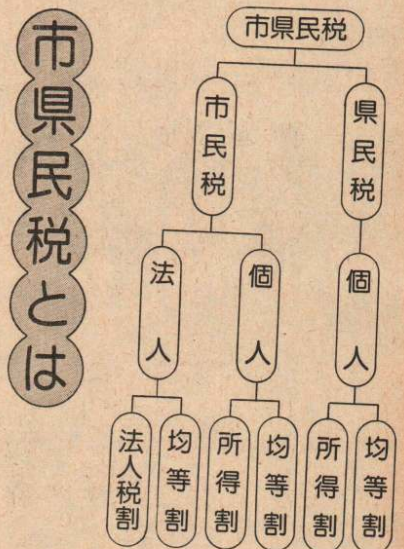 市県民税とは
市県民税
県民税
市民税
個人
個人
法人
均等割
所得割
均等割
所得割
均等割
法人税割